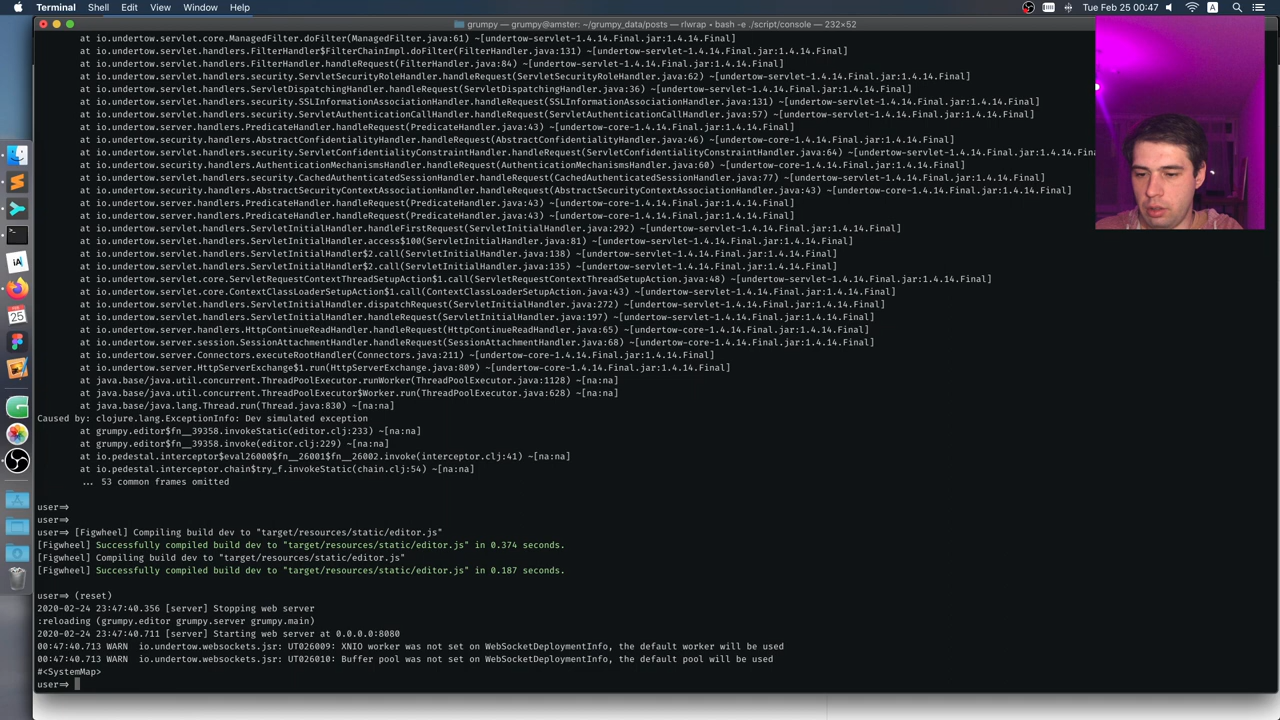 Terminal Shell Edit View Window Help Tue Feb 25 00:47 A
grumpy — grumpy@amster: ~/grumpy_data/posts — rlwrap • bash -e ./script/console — 232×52
at io.undertow.servlet.core.ManagedFilter.doFilter(ManagedFilter.java:61) ~[undertow-servlet-1.4.14.Final.jar:1.4.14.Final]
at io.undertow.servlet.handlers.FilterHandler$FilterChainImpl.doFilter(FilterHandler.java:131) ~[undertow-servlet-1.4.14.Final.jar:1.4.14.Final]
at io.undertow.servlet.handlers.FilterHandler.handleRequest(FilterHandler.java:84) ~[undertow-servlet-1.4.14.Final.jar:1.4.14.Final]
at io.undertow.servlet.handlers.security.ServletSecurityRoleHandler.handleRequest(ServletSecurityRoleHandler.java:62) ~[undertow-servlet-1.4.14.Final.jar:1.4.14.Final]
at io.undertow.servlet.handlers.ServletDispatchingHandler.handleRequest(ServletDispatchingHandler.java:36) ~[undertow-servlet-1.4.14.Final.jar:1.4.14.Final]
at io.undertow.servlet.handlers.security.SSLInformationAssociationHandler.handleRequest(SSLInformationAssociationHandler.java:131) ~[undertow-servlet-1.4.14.Final.jar:1.4.14.Final]
at io.undertow.servlet.handlers.security.ServletAuthenticationCallHandler.handleRequest(ServletAuthenticationCallHandler.java:57) ~[undertow-servlet-1.4.14.Final.jar:1.4.14.Final]
at io.undertow.server.handlers.PredicateHandler.handleRequest(PredicateHandler.java:43) ~[undertow-core-1.4.14.Final.jar:1.4.14.Final]
at io.undertow.security.handlers.AbstractConfidentialityHandler.handleRequest(AbstractConfidentialityHandler.java:46) ~[undertow-core-1.4.14.Final.jar:1.4.14.Final]
at io.undertow.servlet.handlers.security.ServletConfidentialityConstraintHandler.handleRequest(ServletConfidentialityConstraintHandler.java:64) ~[undertow-servlet-1.4.14.Final.jar:1.4.14.Fin
at io.undertow.security.handlers.AuthenticationMechanismsHandler.handleRequest(AuthenticationMechanismsHandler.java:60) ~[undertow-core-1.4.14.Final.jar:1.4.14.Final]
at io.undertow.servlet.handlers.security.CachedAuthenticatedSessionHandler.handleRequest(CachedAuthenticatedSessionHandler.java:77) ~[undertow-servlet-1.4.14.Final.jar:1.4.14.Final]
at io.undertow.security.handlers.AbstractSecurityContextAssociationHandler.handleRequest(AbstractSecurityContextAssociationHandler.java:43) ~[undertow-core-1.4.14.Final.jar:1.4.14.Final]
at io.undertow.server.handlers.PredicateHandler.handleRequest(PredicateHandler.java:43) ~[undertow-core-1.4.14.Final.jar:1.4.14.Final]
at io.undertow.server.handlers.PredicateHandler.handleRequest(PredicateHandler.java:43) ~[undertow-core-1.4.14.Final.jar:1.4.14.Final]
at io.undertow.servlet.handlers.ServletInitialHandler.handleFirstRequest(ServletInitialHandler.java:292) ~[undertow-servlet-1.4.14.Final.jar:1.4.14.Final]
at io.undertow.servlet.handlers.ServletInitialHandler.access$100(ServletInitialHandler.java:81) ~[undertow-servlet-1.4.14.Final.jar:1.4.14.Final]
at io.undertow.servlet.handlers.ServletInitialHandler$2.call(ServletInitialHandler.java:138) ~[undertow-servlet-1.4.14.Final.jar:1.4.14.Final]
at io.undertow.servlet.handlers.ServletInitialHandler$2.call(ServletInitialHandler.java:135) ~[undertow-servlet-1.4.14.Final.jar:1.4.14.Final]
at io.undertow.servlet.core.ServletRequestContextThreadSetupAction$1.call(ServletRequestContextThreadSetupAction.java:48) ~[undertow-servlet-1.4.14.Final.jar:1.4.14.Final]
at io.undertow.servlet.core.ContextClassLoaderSetupAction$1.call(ContextClassLoaderSetupAction.java:43) ~[undertow-servlet-1.4.14.Final.jar:1.4.14.Final]
at io.undertow.servlet.handlers.ServletInitialHandler.dispatchRequest(ServletInitialHandler.java:272) ~[undertow-servlet-1.4.14.Final.jar:1.4.14.Final]
at io.undertow.servlet.handlers.ServletInitialHandler.handleRequest(ServletInitialHandler.java:197) ~[undertow-servlet-1.4.14.Final.jar:1.4.14.Final]
at io.undertow.server.handlers.HttpContinueReadHandler.handleRequest(HttpContinueReadHandler.java:65) ~[undertow-core-1.4.14.Final.jar:1.4.14.Final]
at io.undertow.server.session.SessionAttachmentHandler.handleRequest(SessionAttachmentHandler.java:68) ~[undertow-core-1.4.14.Final.jar:1.4.14.Final]
at io.undertow.server.Connectors.executeRootHandler(Connectors.java:211) ~[undertow-core-1.4.14.Final.jar:1.4.14.Final]
at io.undertow.server.HttpServerExchange$1.run(HttpServerExchange.java:809) ~[undertow-core-1.4.14.Final.jar:1.4.14.Final]
at java.base/java.util.concurrent.ThreadPoolExecutor.runWorker(ThreadPoolExecutor.java:1128) ~[na:na]
at java.base/java.util.concurrent.ThreadPoolExecutor$Worker.run(ThreadPoolExecutor.java:628) ~[na:na]
at java.base/java.lang.Thread.run(Thread.java:830) ~[na:na]
Caused by: clojure.lang.ExceptionInfo: Dev simulated exception
at grumpy.editor$fn__39358.invokeStatic(editor.clj:233) ~[na:na]
at grumpy.editor$fn__39358.invoke(editor.clj:229) ~[na:na]
at io.pedestal.interceptor$eval26000$fn__26001$fn__26002.invoke(interceptor.clj:41) ~[na:na]
at io.pedestal.interceptor.chain$try_f.invokeStatic(chain.clj:54) ~[na:na]
... 53 common frames omitted
user=>
user=>
user=> [Figwheel] Compiling build dev to "target/resources/static/editor.js"
[Figwheel] Successfully compiled build dev to "target/resources/static/editor.js" in 0.374 seconds.
[Figwheel] Compiling build dev to "target/resources/static/editor.js"
[Figwheel] Successfully compiled build dev to "target/resources/static/editor.js" in 0.187 seconds.
user=> (reset)
2020-02-24 23:47:40.356 [server] Stopping web server
:reloading (grumpy.editor grumpy.server grumpy.main)
2020-02-24 23:47:40.711 [server] Starting web server at 0.0.0.0:8080
00:47:40.713 WARN io.undertow.websockets.jsr: UT026009: XNIO worker was not set on WebSocketDeploymentInfo, the default worker will be used
00:47:40.713 WARN io.undertow.websockets.jsr: UT026010: Buffer pool was not set on WebSocketDeploymentInfo, the default pool will be used
#<SystemMap>
user=>
iA
25